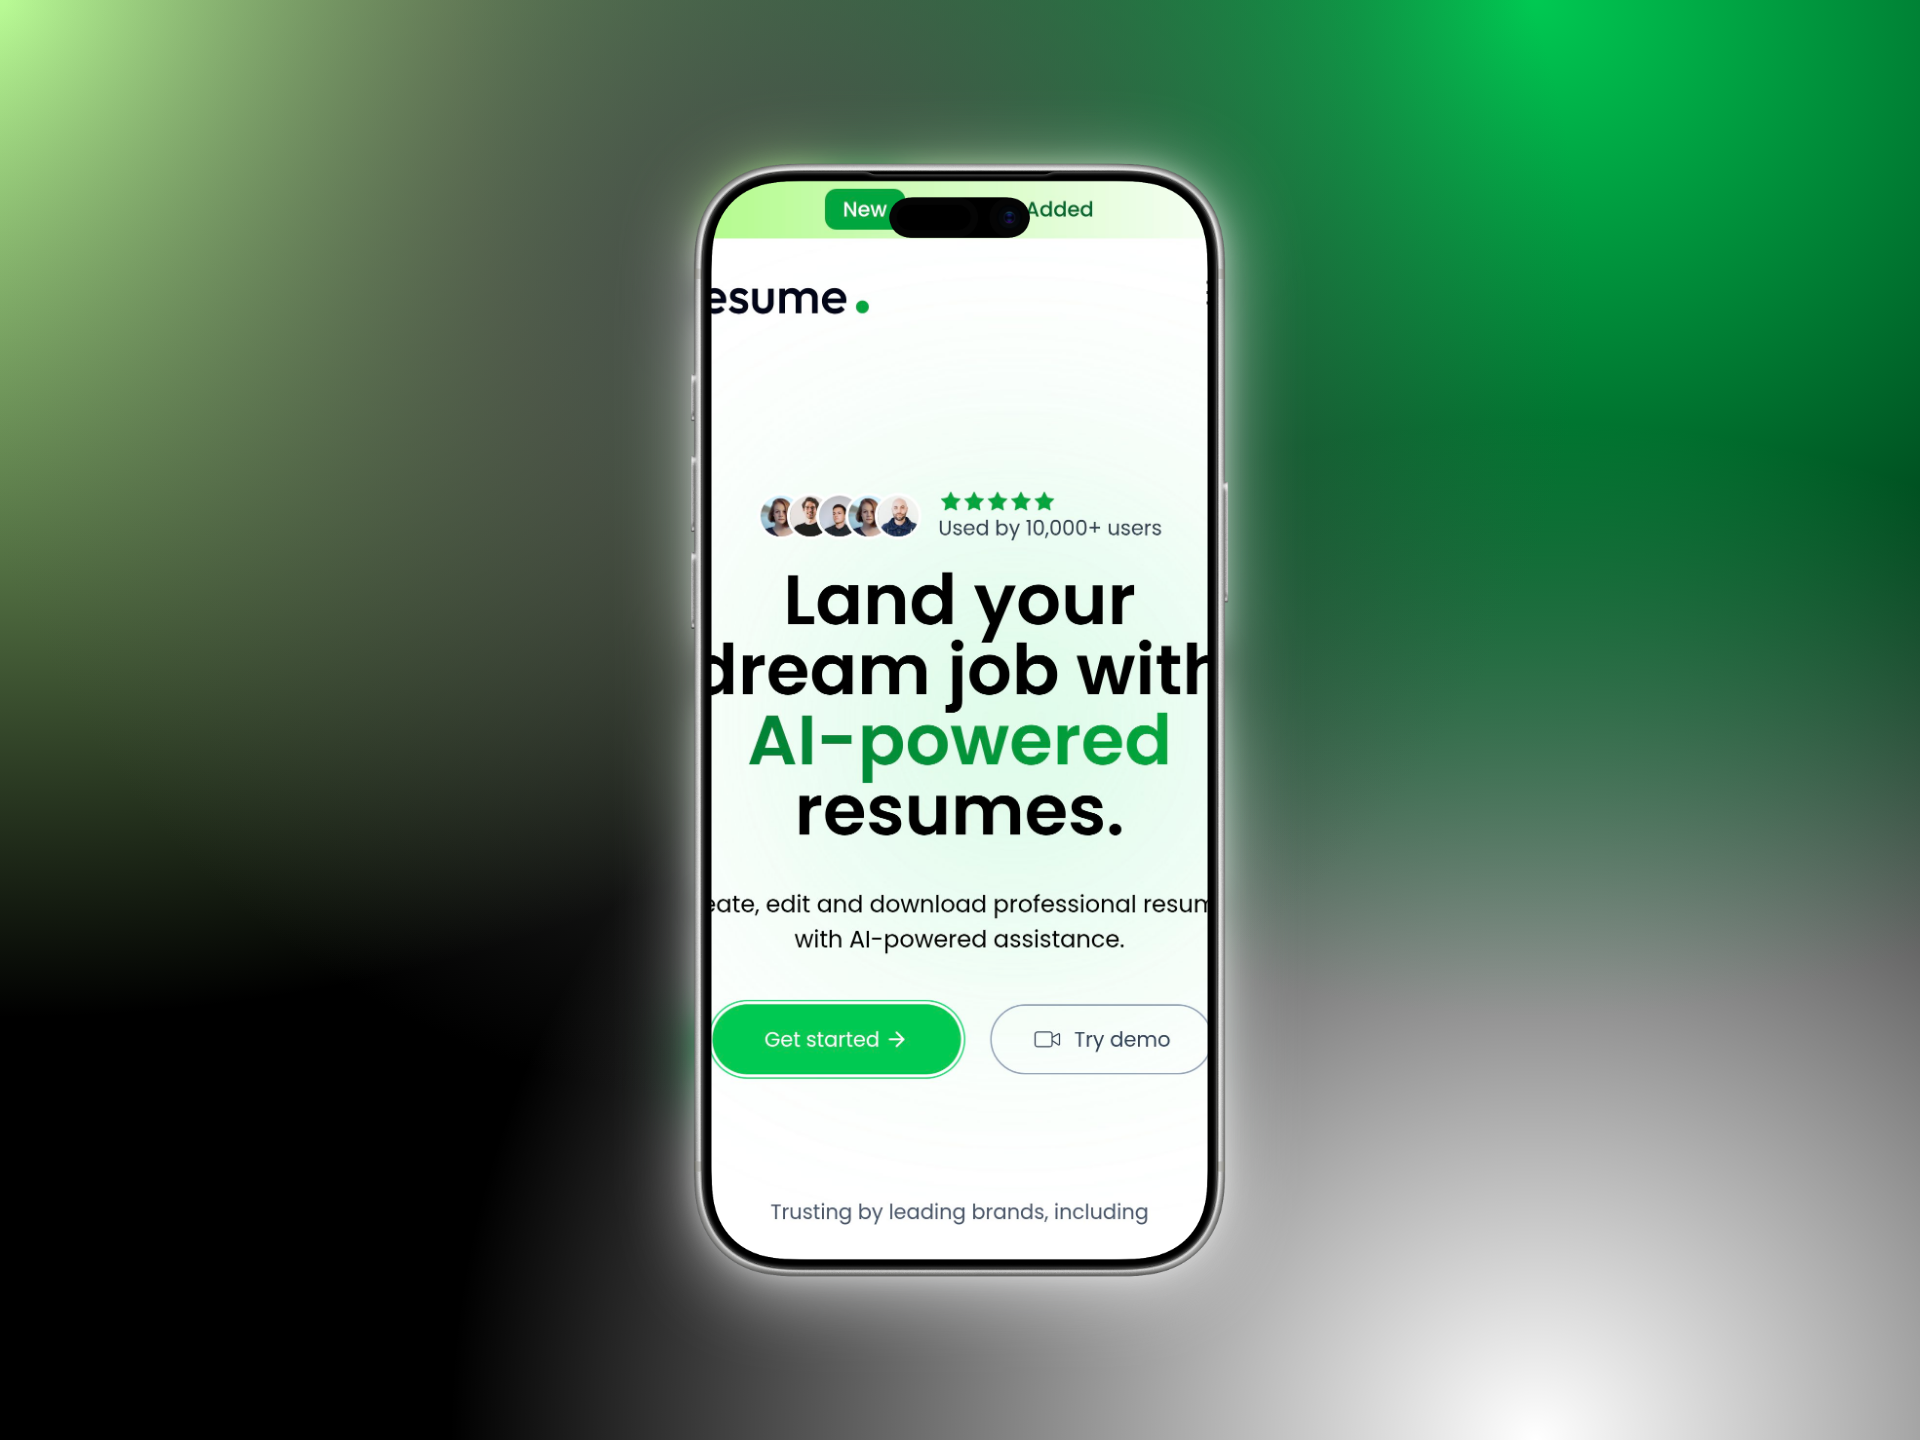 New Added
esume.
Used by 10,000+ users
Land your
dream job with
AI-powered
resumes.
eate, edit and download professional resum
with AI-powered assistance.
Get started →
Try demo
Trusting by leading brands, including